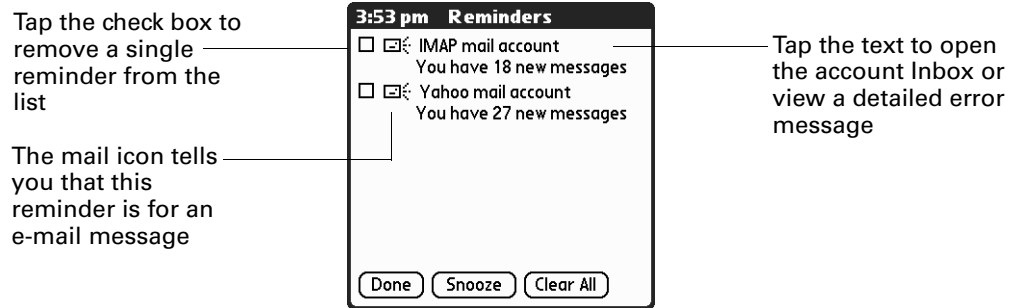 Tap the check box to
remove a single
reminder from the
list
The mail icon tells
you that this
reminder is for an
e-mail message
3:53 pm Reminders
IMAP mail account
You have 18 new messages
Yahoo mail account
You have 27 new messages
Done Snooze Clear All
Tap the text to open
the account Inbox or
view a detailed error
message